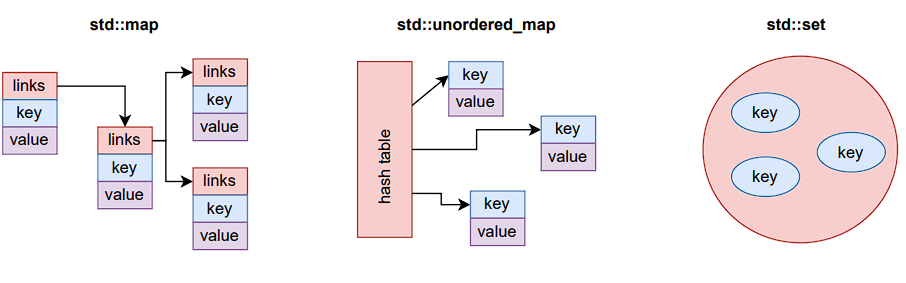 std::map
links
key
value
links
key
value
links
key
value
links
key
value
std::unordered_map
hash table
key
value
key
value
key
value
std::set
key
key
key